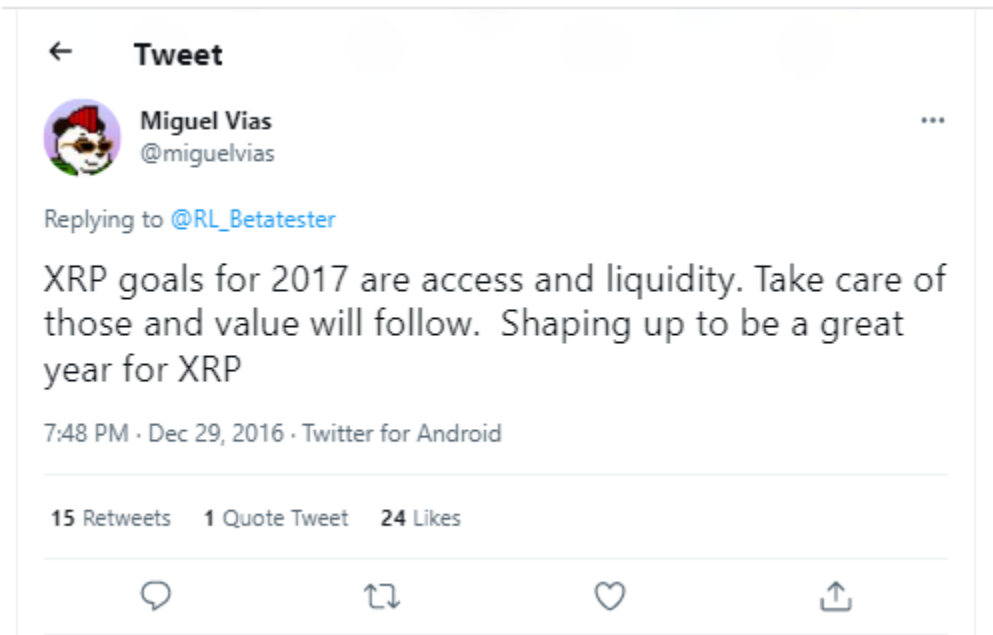 Tweet
Miguel Vias
@miguelvias
Replying to @RL_Betatester
XRP goals for 2017 are access and liquidity. Take care of
those and value will follow.  Shaping up to be a great
year for XRP
7:48 PM · Dec 29, 2016 · Twitter for Android
15 Retweets 1 Quote Tweet 24 Likes